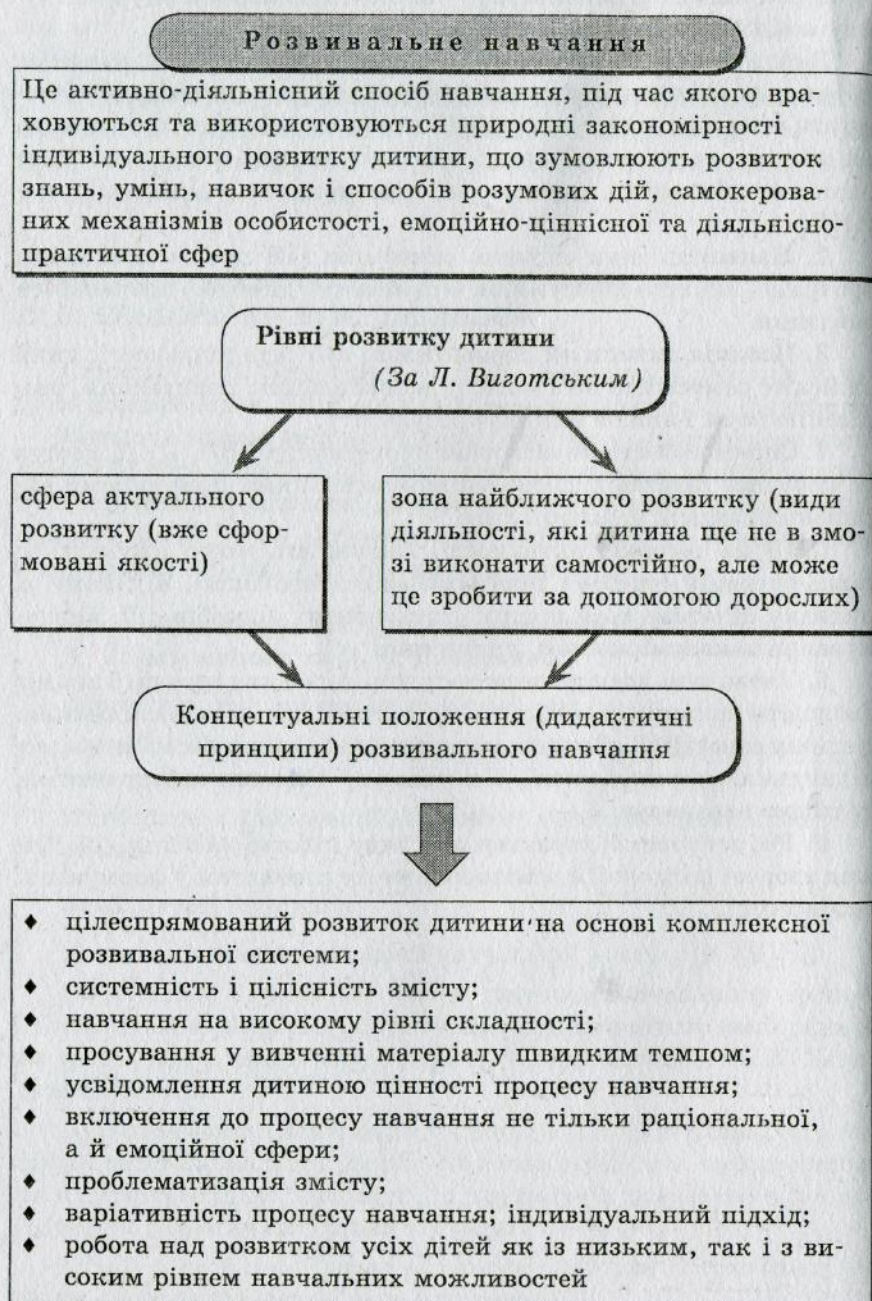 Розвивальне навчання
Це активно-діяльнісний спосіб навчання, під час якого вра-
ховуються та використовуються природні закономірності
індивідуального розвитку дитини, що зумовлюють розвиток
знань, умінь, навичок і способів розумових дій, самокерова-
них механізмів особистості, емоційно-ціннісної та діяльнісно-
практичної сфер
Рівні розвитку дитини
(За Л. Виготським)
сфера актуального
розвитку (вже сфор-
мовані якості)
зона найближчого розвитку (види
діяльності, які дитина ще не в змо-
зі виконати самостійно, але може
це зробити за допомогою дорослих)
Концептуальні положення (дидактичні
принципи) розвивального навчання
♦ цілеспрямований розвиток дитини на основі комплексної
розвивальної системи;
♦ системність і цілісність змісту;
♦ навчання на високому рівні складності;
♦ просування у вивченні матеріалу швидким темпом;
♦ усвідомлення дитиною цінності процесу навчання;
♦ включення до процесу навчання не тільки раціональної,
а й емоційної сфери;
♦ проблематизація змісту;
♦ варіативність процесу навчання; індивідуальний підхід;
♦ робота над розвитком усіх дітей як із низьким, так і з ви-
соким рівнем навчальних можливостей